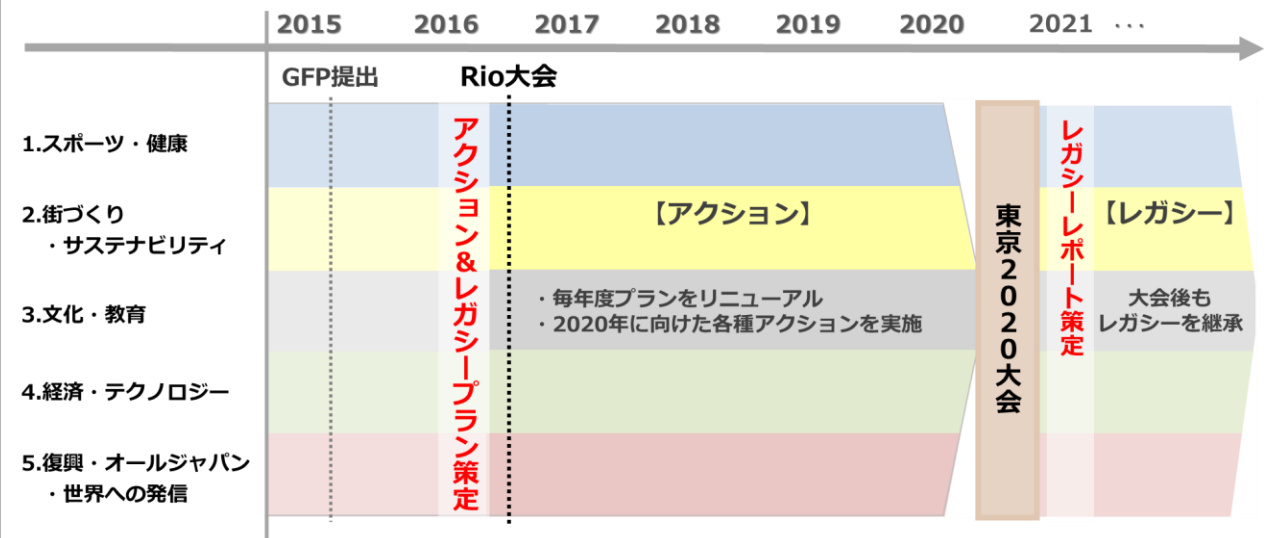 2015 2016 2017 2018 2019 2020 2021 ···
GFP提出
Rio大会
1.スポーツ・健康
2.街づくり
・サステナビリティ
3.文化・教育
4.経済・テクノロジー
5.復興・オールジャパン
・世界への発信
アクション&レガシープラン策定
【アクション】
・毎年度プランをリニューアル
・2020年に向けた各種アクションを実施
東京2020大会
レガシーレポート策定
【レガシー】
大会後も
レガシーを継承